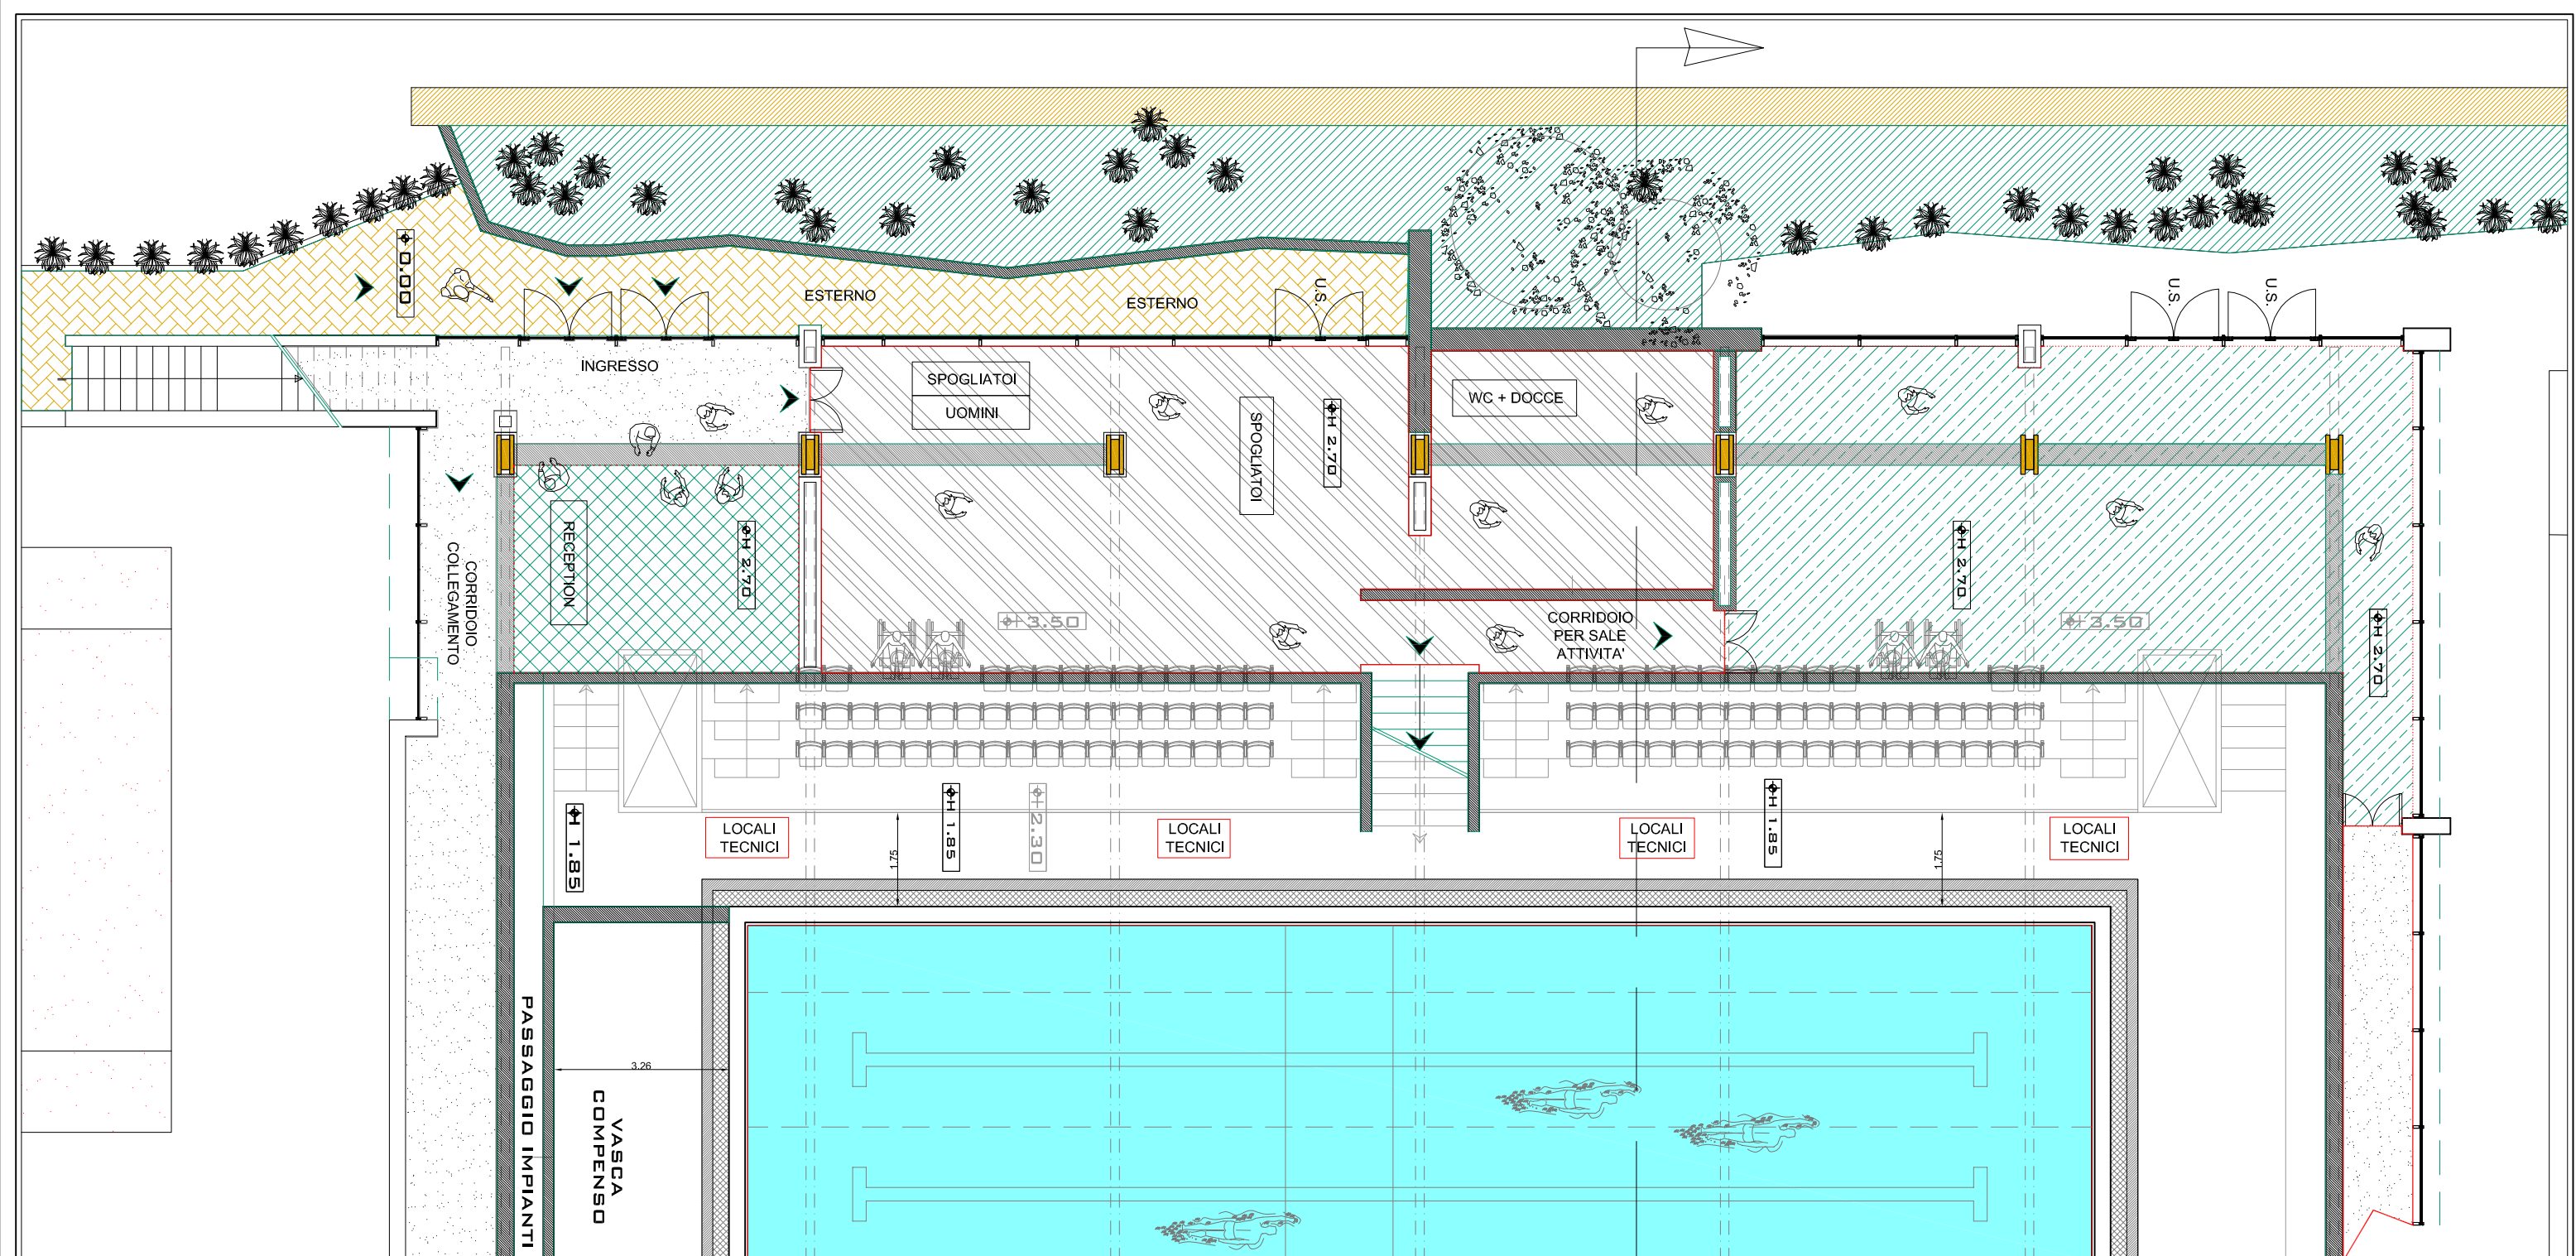 0.00
ESTERNO
ESTERNO
U.S.
U.S.
U.S.
INGRESSO
SPOGLIATOI
UOMINI
SPOGLIATOI
H 2.70
WC + DOCCE
RECEPTION
H 2.70
CORRIDOIO
COLLEGAMENTO
+3.50
CORRIDOIO
PER SALE
ATTIVITA'
H 2.70
+3.50
H 2.70
H 1.85
LOCALI
TECNICI
1.75
H 1.85
+2.30
LOCALI
TECNICI
LOCALI
TECNICI
H 1.85
1.75
LOCALI
TECNICI
PASSAGGIO IMPIANTI
3.26
VASCA
COMPENSO